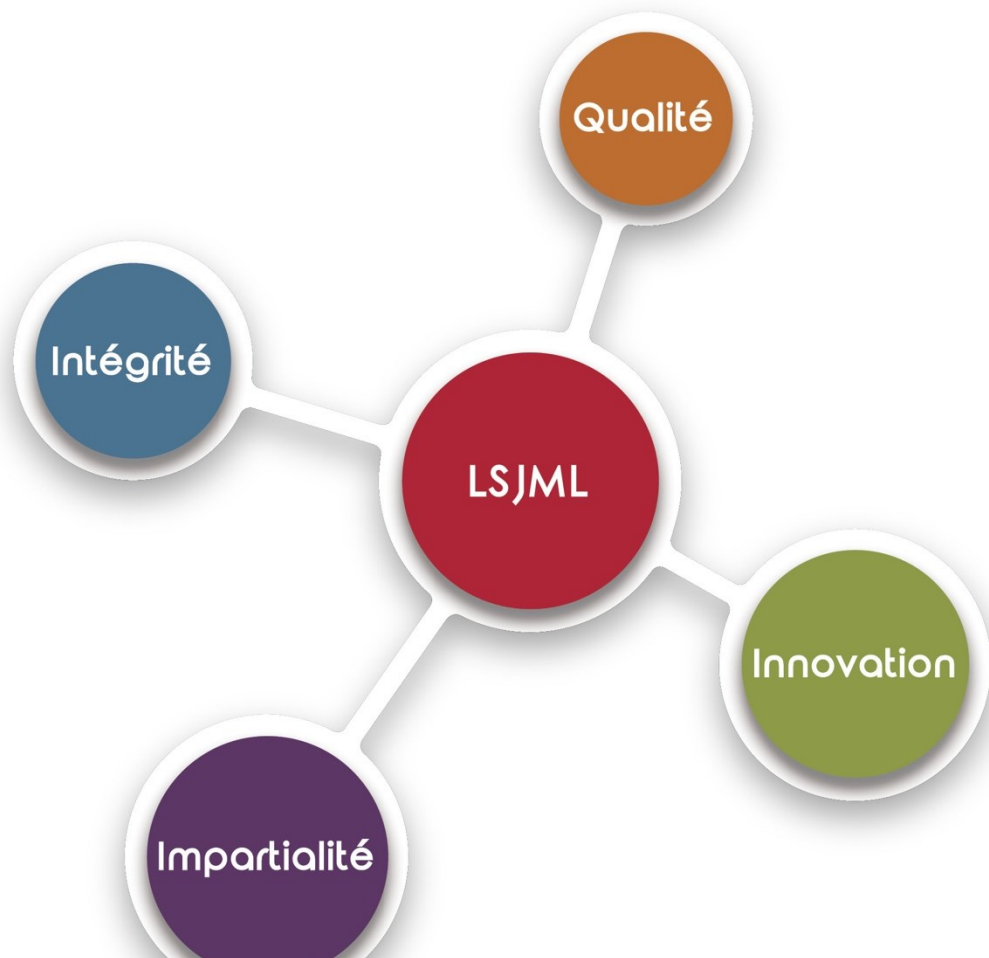 Qualité
Intégrité
LSJML
Innovation
Impartialité